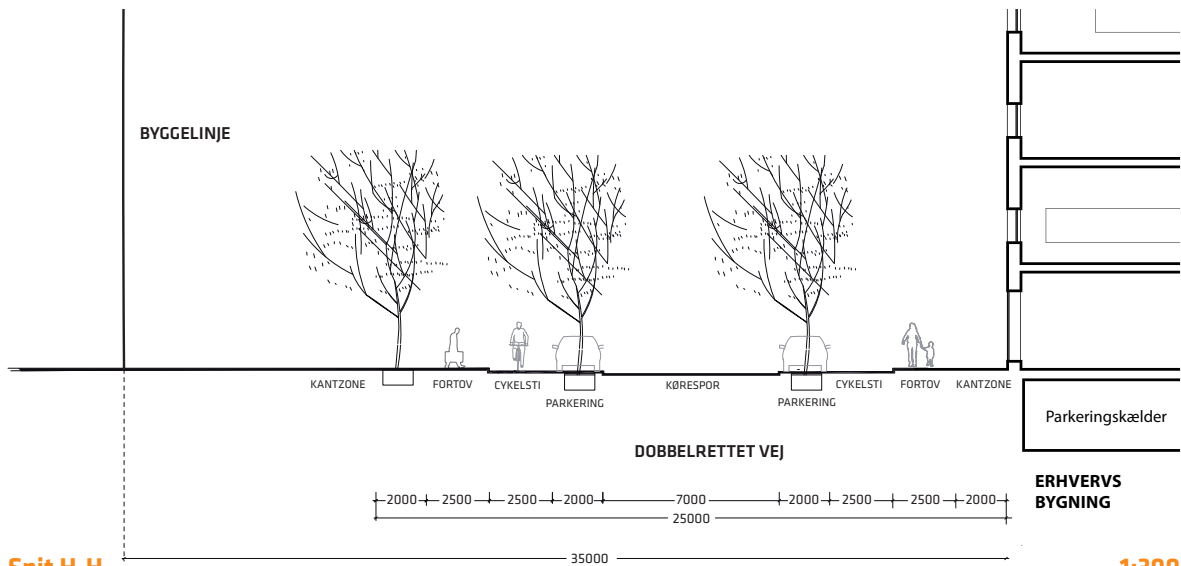 BYGGELINJE
KANTZONE FORTOV CYKELSTI KØRESPOR CYKELSTI FORTOV KANTZONE
PARKERING PARKERING
Parkeringskælder
DOBBELRETTET VEJ
ERHVERVS
BYGNING
2000 2500 2500 2000 7000 2000 2500 2500 2000
25000
35000
Snit H-H